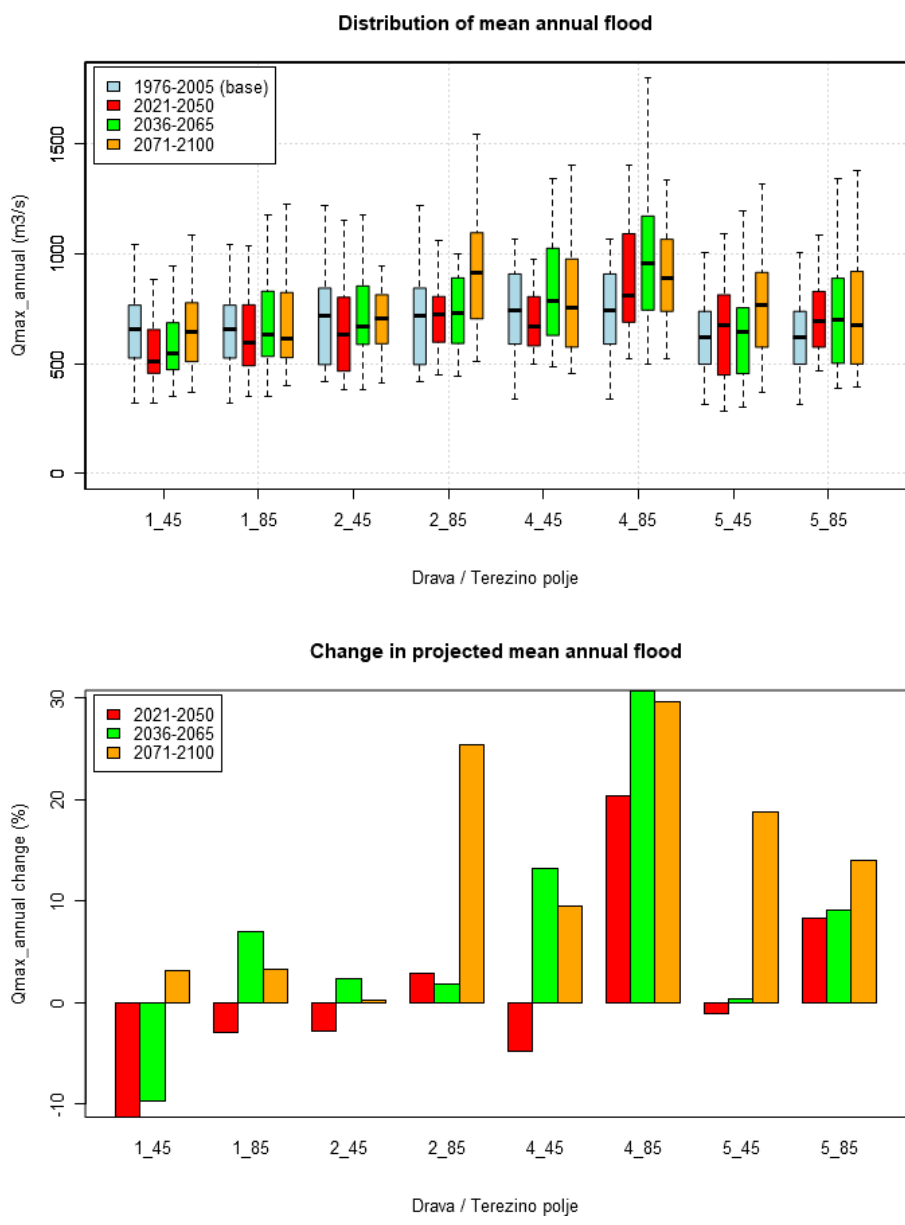 Distribution of mean annual flood
1976-2005 (base)
2021-2050
2036-2065
2071-2100
Qmax_annual (m3/s)
1500
1000
500
0
1_45 1_85 2_45 2_85 4_45 4_85 5_45 5_85
Drava / Terezino polje
Change in projected mean annual flood
2021-2050
2036-2065
2071-2100
Qmax_annual change (%)
30
20
10
0
-10
1_45 1_85 2_45 2_85 4_45 4_85 5_45 5_85
Drava / Terezino polje